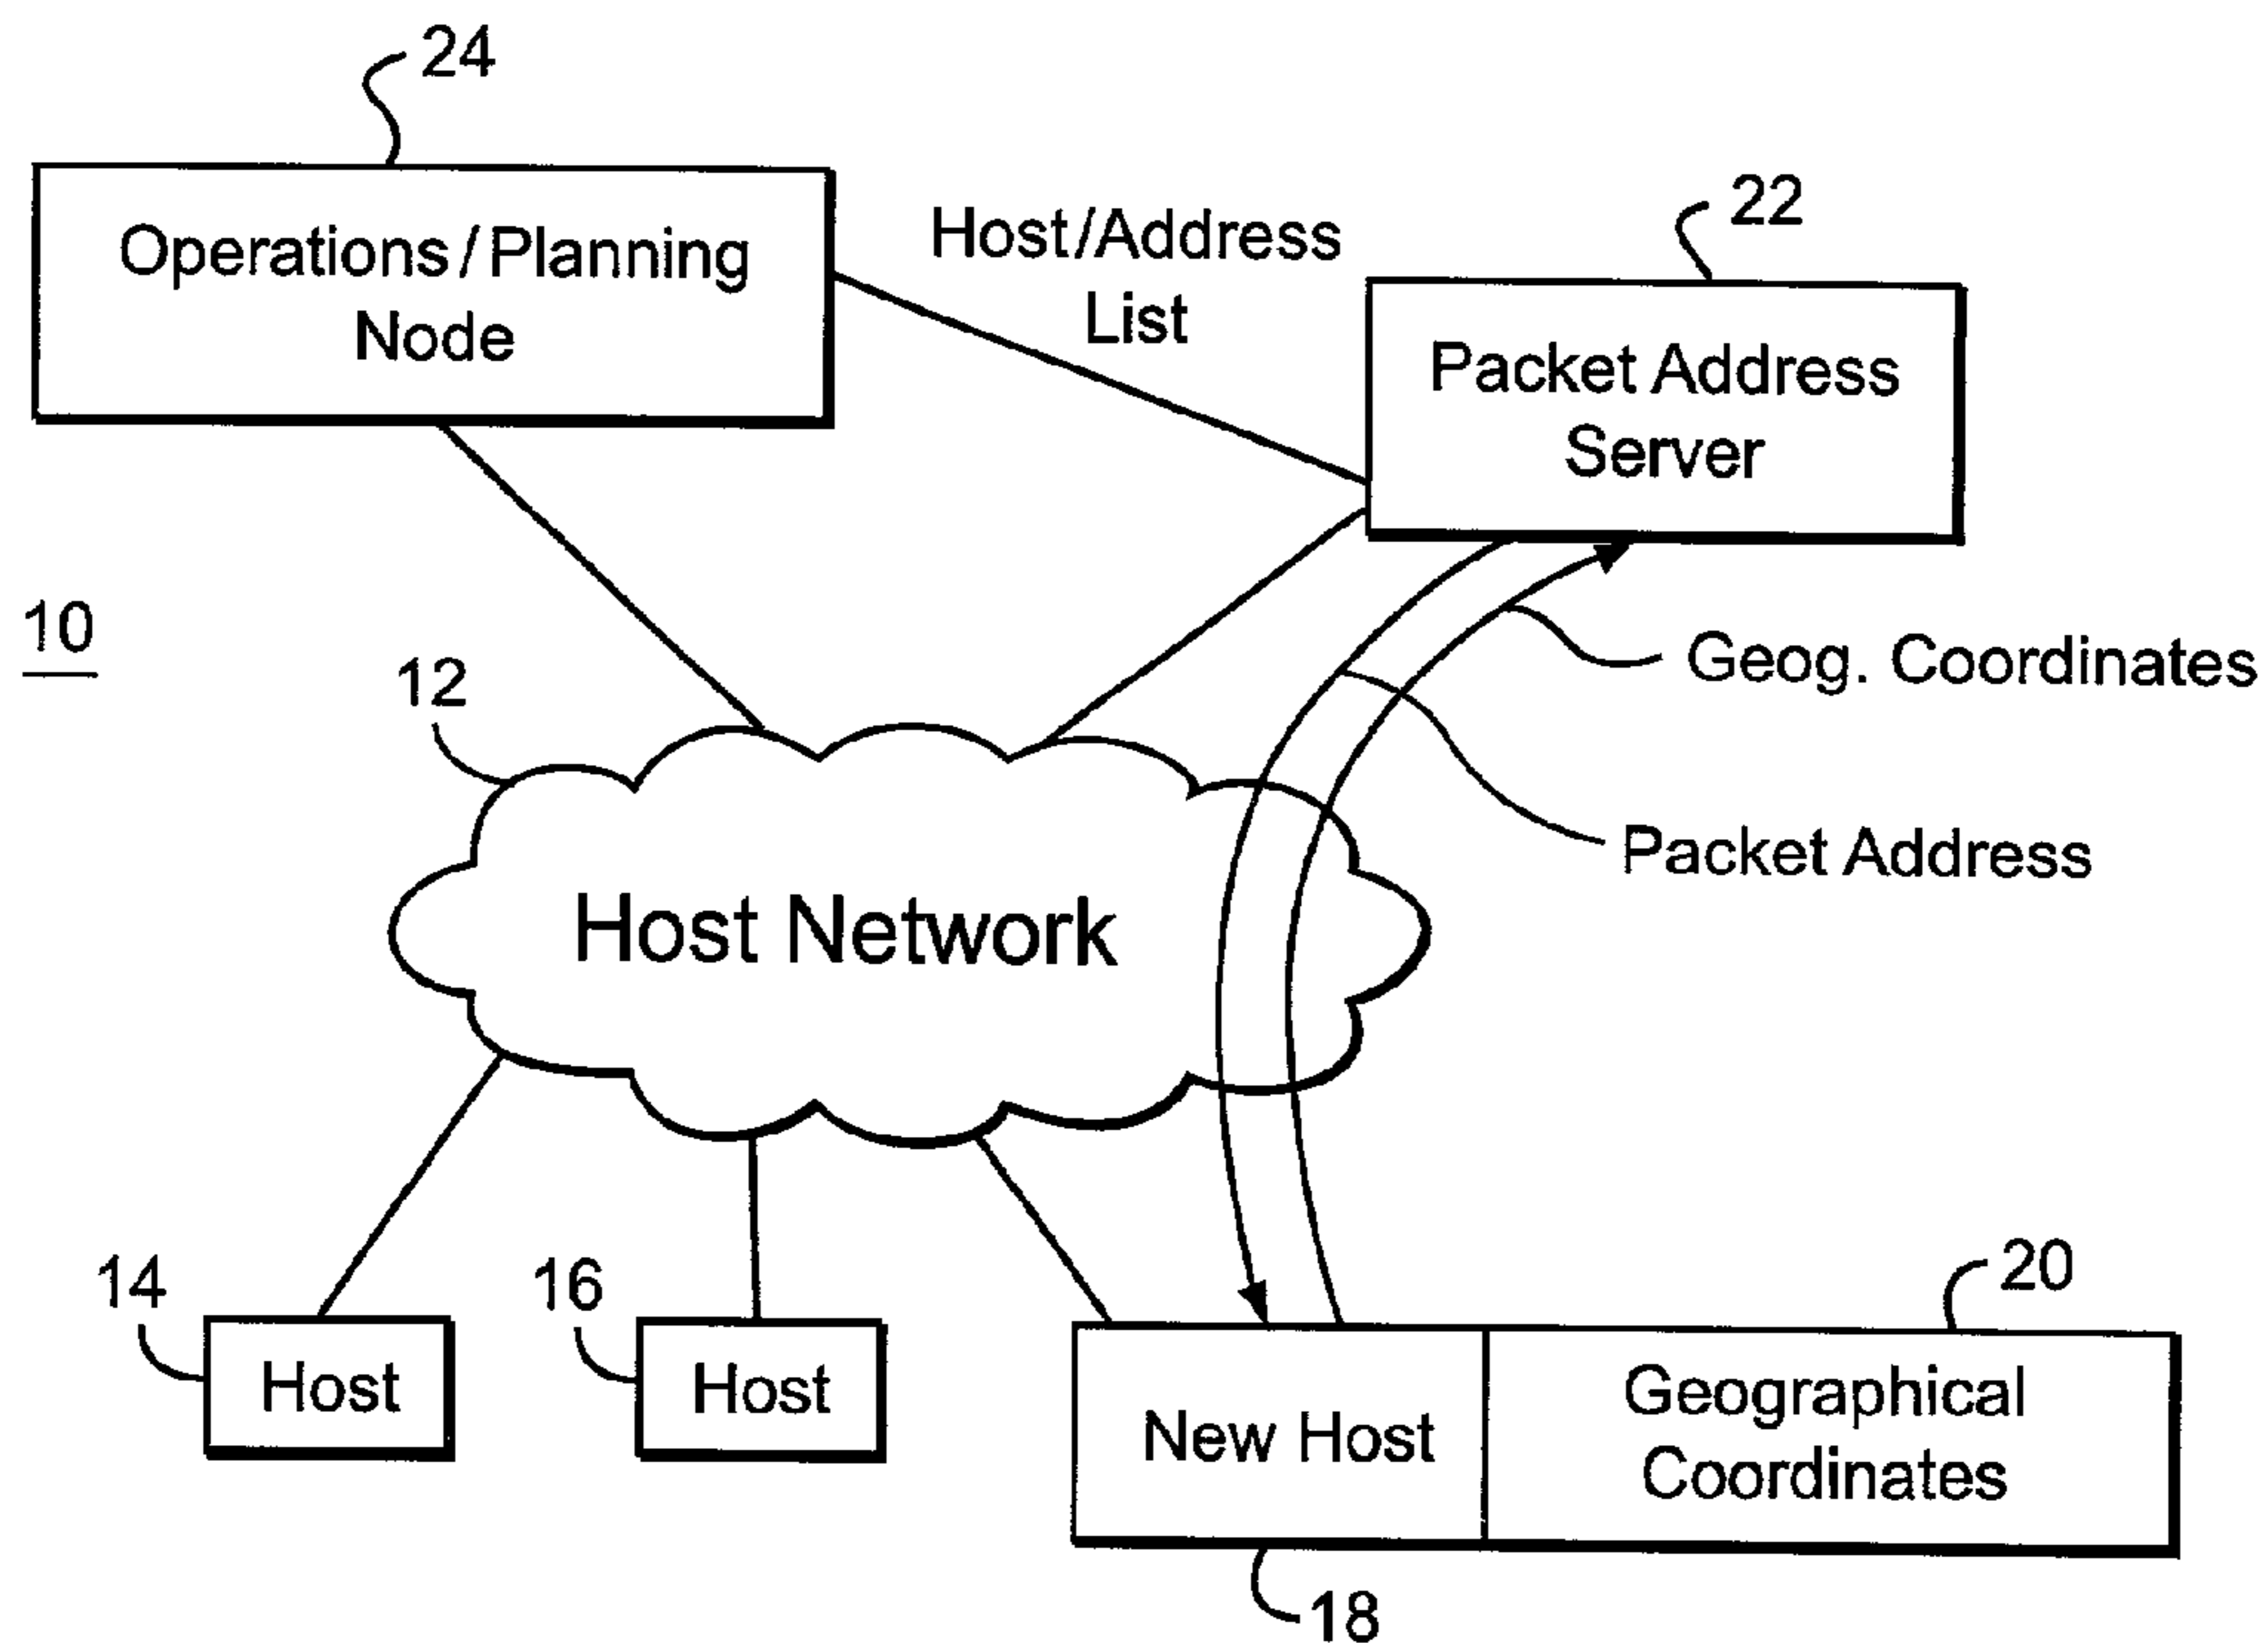 24
Operations/Planning
Node
Host/Address
List
22
Packet Address
Server
10
12
Geog. Coordinates
Packet Address
Host Network
14
Host
16
Host
New Host
20
Geographical
Coordinates
18